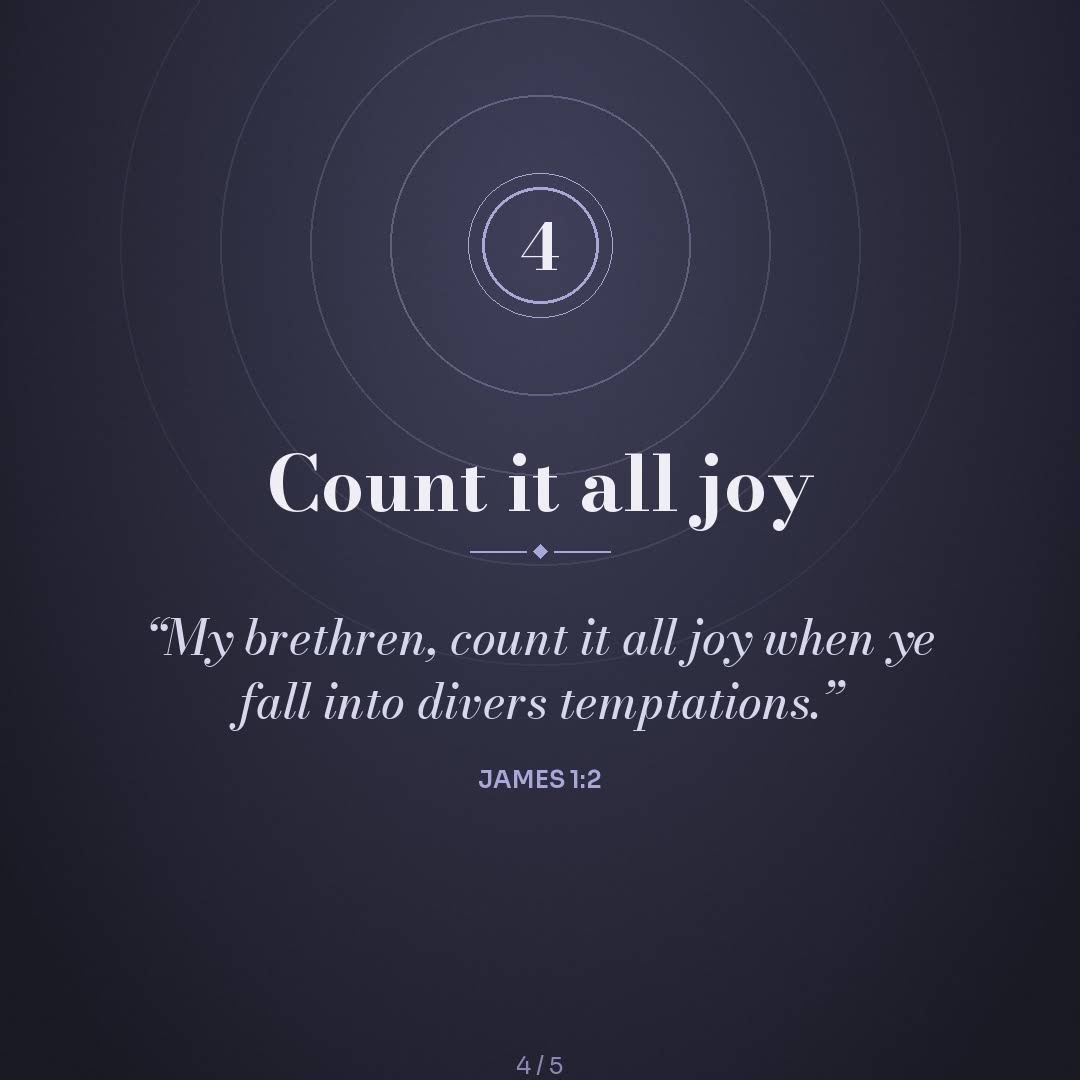 4
Count it all joy
“My brethren, count it all joy when ye
fall into divers temptations.”
JAMES 1:2
4 / 5